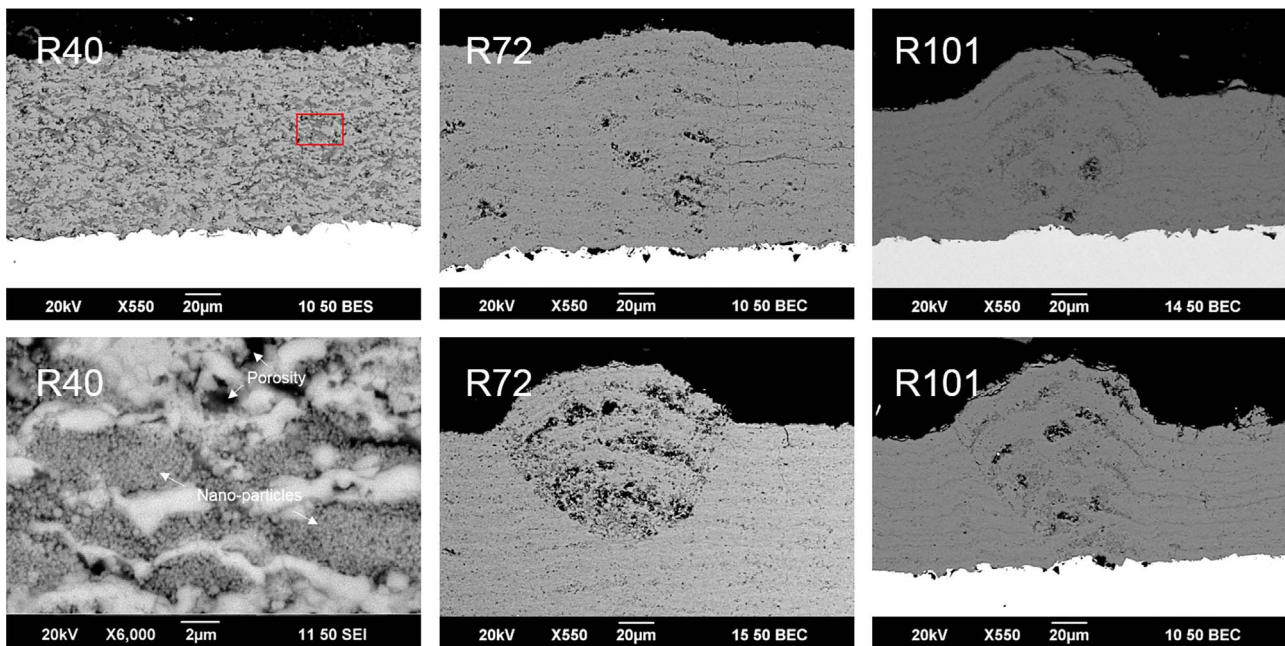 R40
20kV X550 20µm 10 50 BES
R72
20kV X550 20µm 10 50 BEC
R101
20kV X550 20µm 14 50 BEC
R40
Porosity
Nano-particles
20kV X6,000 2µm 11 50 SEI
R72
20kV X550 20µm 15 50 BEC
R101
20kV X550 20µm 10 50 BEC